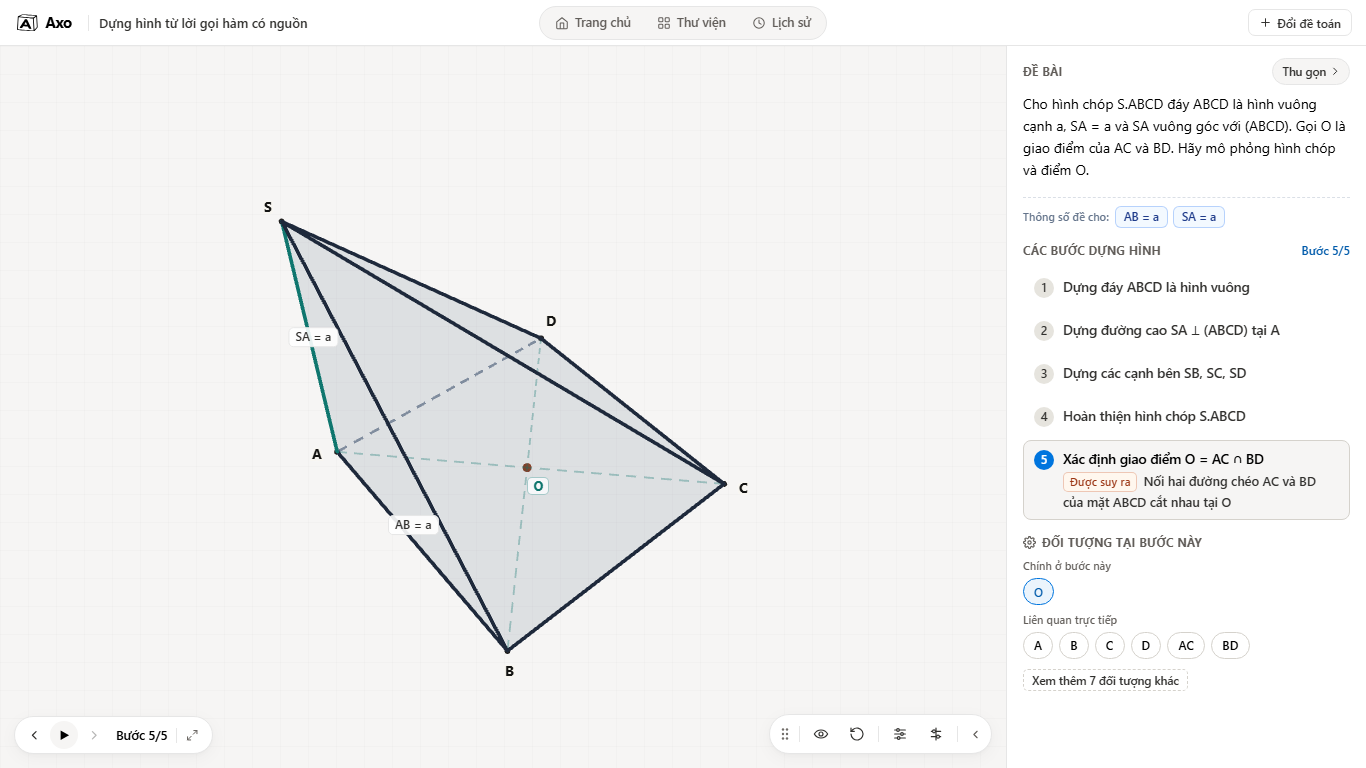 Axo
Dựng hình từ lời gọi hàm có nguồn
Trang chủ
Thư viện
Lịch sử
Đổi đề toán
S
D
SA = a
A
O
C
AB = a
B
Bước 5/5
ĐỀ BÀI
Thu gọn
Cho hình chóp S.ABCD đáy ABCD là hình vuông
cạnh a, SA = a và SA vuông góc với (ABCD). Gọi O là
giao điểm của AC và BD. Hãy mô phỏng hình chóp
và điểm O.
Thông số đề cho: AB = a SA = a
CÁC BƯỚC DỰNG HÌNH
Bước 5/5
1 Dựng đáy ABCD là hình vuông
2 Dựng đường cao SA ⊥ (ABCD) tại A
3 Dựng các cạnh bên SB, SC, SD
4 Hoàn thiện hình chóp S.ABCD
5 Xác định giao điểm O = AC ∩ BD
Được suy ra Nối hai đường chéo AC và BD
của mặt ABCD cắt nhau tại O
ĐỐI TƯỢNG TẠI BƯỚC NÀY
Chính ở bước này
O
Liên quan trực tiếp
A B C D AC BD
Xem thêm 7 đối tượng khác